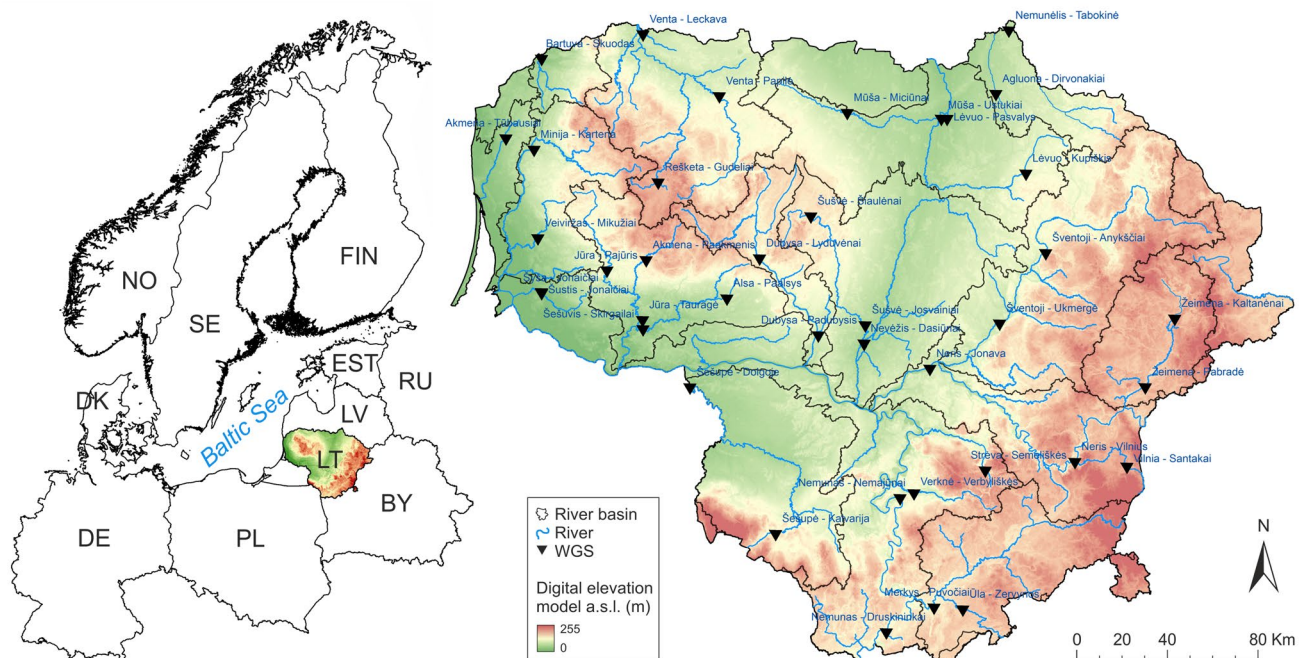 NO
SE
FIN
EST
RU
DK
LV
Baltic Sea
LT
BY
DE
PL
Venta - Leckava
Nemunėlis - Tabokinė
Bartuva - Skuodas
Venta - Papilė
Agluona - Dirvonakiai
Mūša - Miciūnai
Mūša - Ustukiai
Lėvuo - Pasvalys
Akmena - Tūbausiai
Minija - Kartena
Lėvuo - Kupiškis
Rešketa - Gudeliai
Šušvė - Šiaulėnai
Veiviržas - Mikužiai
Akmena - Paakmenis
Dubysa - Lyduvėnai
Šventoji - Anykščiai
Jūra - Pajūris
Šustis - Jonaičiai
Alsa - Paalsys
Jūra - Tauragė
Žeimena - Kaltanėnai
Šešuvis - Skirgailai
Šušvė - Josvainiai
Šventoji - Ukmergė
Dubysa - Padubysis
Nevėžis - Dasiūnai
Neris - Jonava
Šešupė - Dolgoje
Žeimena - Pabradė
Neris - Vilnius
Strėva - Semeliškės
Vilnia - Santakai
Nemunas - Nemajūnai
Verknė - Verbyliškės
Šešupė - Kalvarija
Merkys - Puvočiai
Ūla - Zervynos
Nemunas - Druskininkai
River basin
River
WGS
Digital elevation
model a.s.l. (m)
255
0
N
0 20 40 80 Km